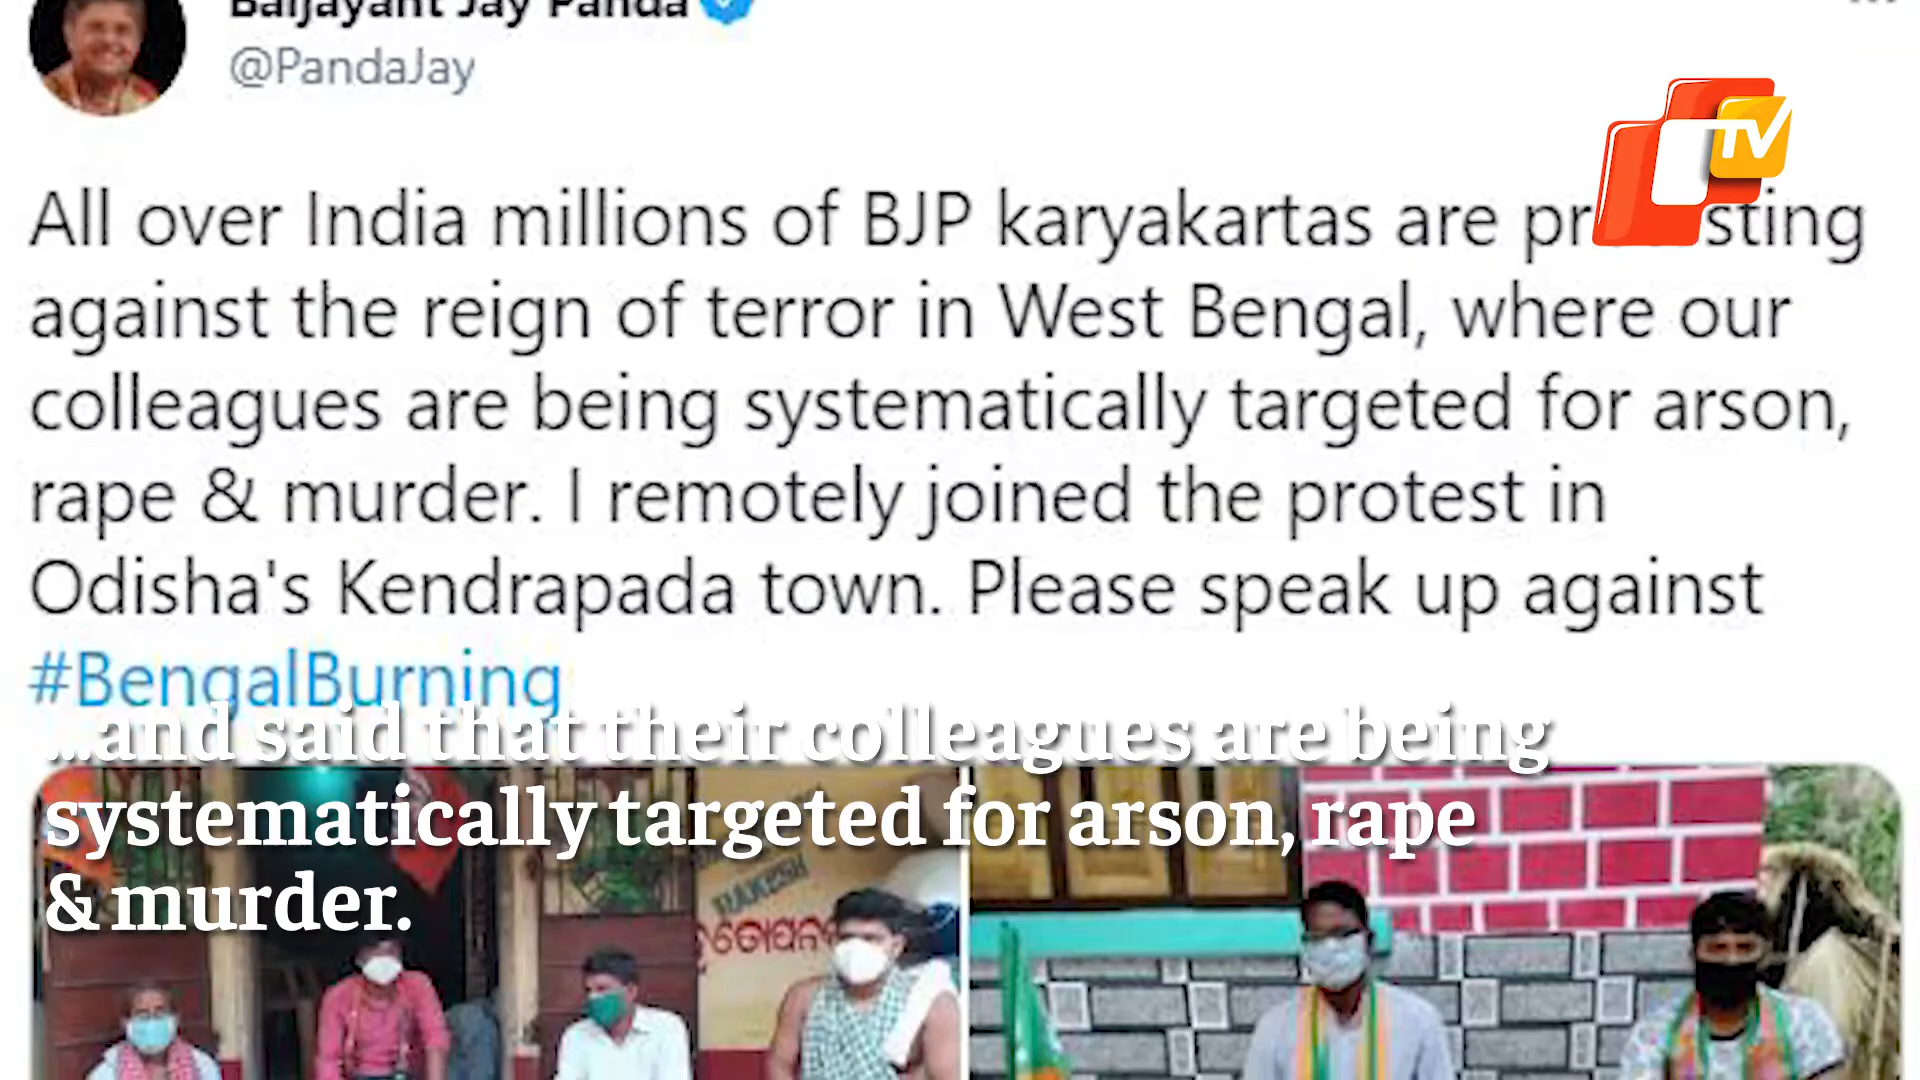 Baijayant Jay Panda
@PandaJay
TV
All over India millions of BJP karyakartas are pr sting
against the reign of terror in West Bengal, where our
colleagues are being systematically targeted for arson,
rape & murder. I remotely joined the protest in
Odisha's Kendrapada town. Please speak up against
#BengalBurning
...and said that their colleagues are being
systematically targeted for arson, rape
& murder.